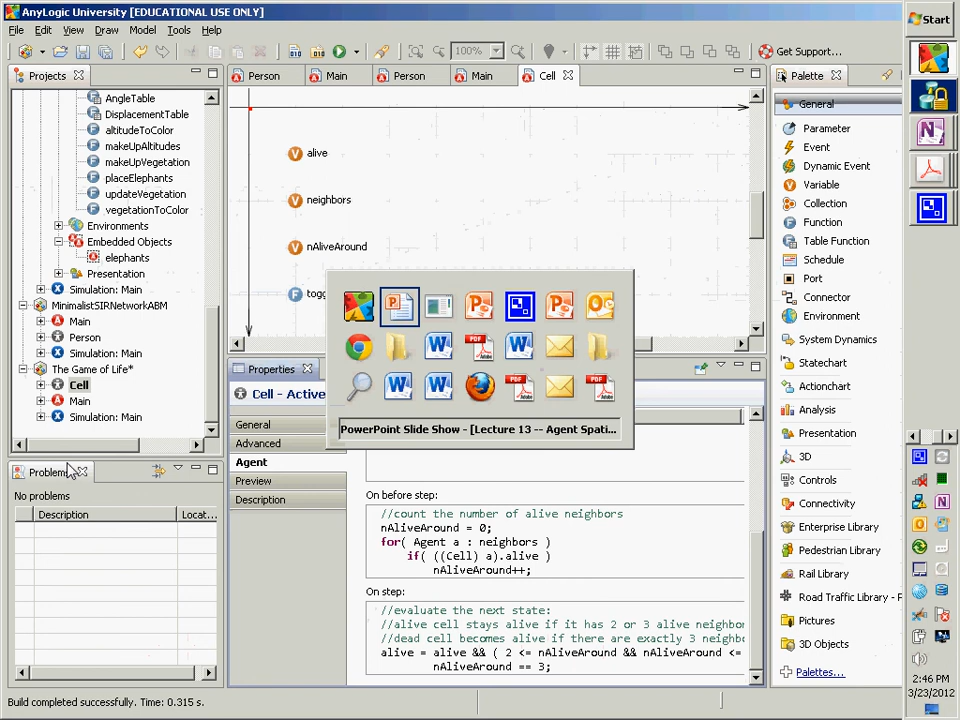 AnyLogic University [EDUCATIONAL USE ONLY]
File Edit View Draw Model Tools Help
100% Get Support...
Projects
AngleTable
DisplacementTable
altitudeToColor
makeUpAltitudes
makeUpVegetation
placeElephants
updateVegetation
vegetationToColor
Environments
Embedded Objects
elephants
Presentation
Simulation: Main
MinimalistSIRNetworkABM
Main
Person
Simulation: Main
The Game of Life*
Cell
Main
Simulation: Main
Problems
No problems
Description Locat...
Person Main Person Main Cell
alive
neighbors
nAliveAround
togg
PowerPoint Slide Show - [Lecture 13 -- Agent Spati...
Properties
Cell - Active
General
Advanced
Agent
Preview
Description
On before step:
//count the number of alive neighbors
nAliveAround = 0;
for( Agent a : neighbors )
if( ((Cell) a).alive )
nAliveAround++;
On step:
//evaluate the next state:
//alive cell stays alive if it has 2 or 3 alive neighbor
//dead cell becomes alive if there are exactly 3 neighbo
alive = alive && ( 2 <= nAliveAround && nAliveAround <=
nAliveAround == 3;
Palette
General
Parameter
Event
Dynamic Event
Variable
Collection
Function
Table Function
Schedule
Port
Connector
Environment
System Dynamics
Statechart
Actionchart
Analysis
Presentation
3D
Controls
Connectivity
Enterprise Library
Pedestrian Library
Rail Library
Road Traffic Library - P
Pictures
3D Objects
Palettes...
Start
2:46 PM
3/23/2012
Build completed successfully. Time: 0.315 s.